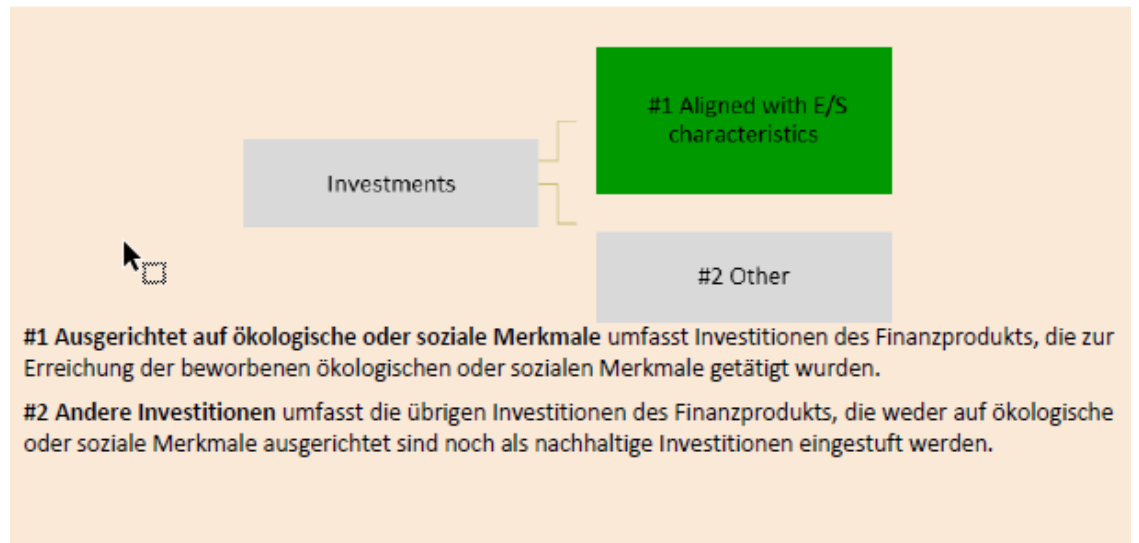 #1 Aligned with E/S
characteristics
Investments
#2 Other
#1 Ausgerichtet auf ökologische oder soziale Merkmale umfasst Investitionen des Finanzprodukts, die zur
Erreichung der beworbenen ökologischen oder sozialen Merkmale getätigt wurden.
#2 Andere Investitionen umfasst die übrigen Investitionen des Finanzprodukts, die weder auf ökologische
oder soziale Merkmale ausgerichtet sind noch als nachhaltige Investitionen eingestuft werden.